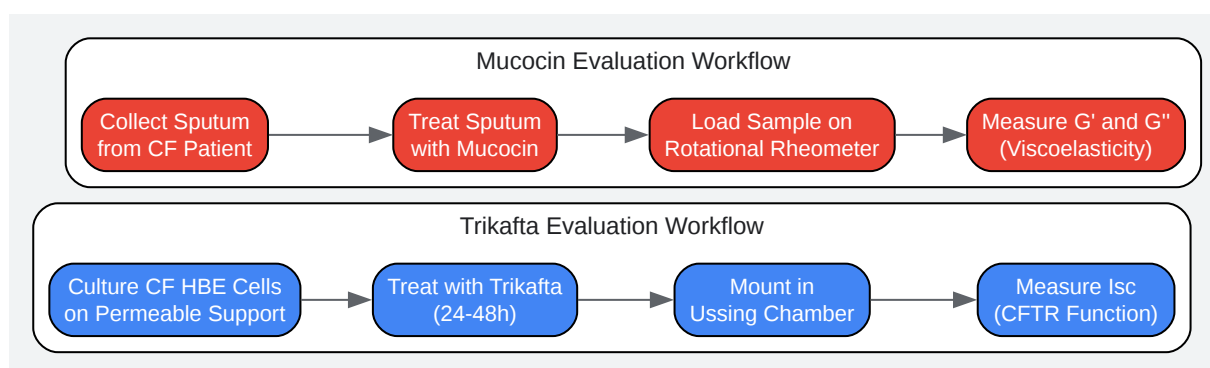 Mucocin Evaluation Workflow
Collect Sputum
from CF Patient
Treat Sputum
with Mucocin
Load Sample on
Rotational Rheometer
Measure G' and G''
(Viscoelasticity)
Trikafta Evaluation Workflow
Culture CF HBE Cells
on Permeable Support
Treat with Trikafta
(24-48h)
Mount in
Ussing Chamber
Measure Isc
(CFTR Function)